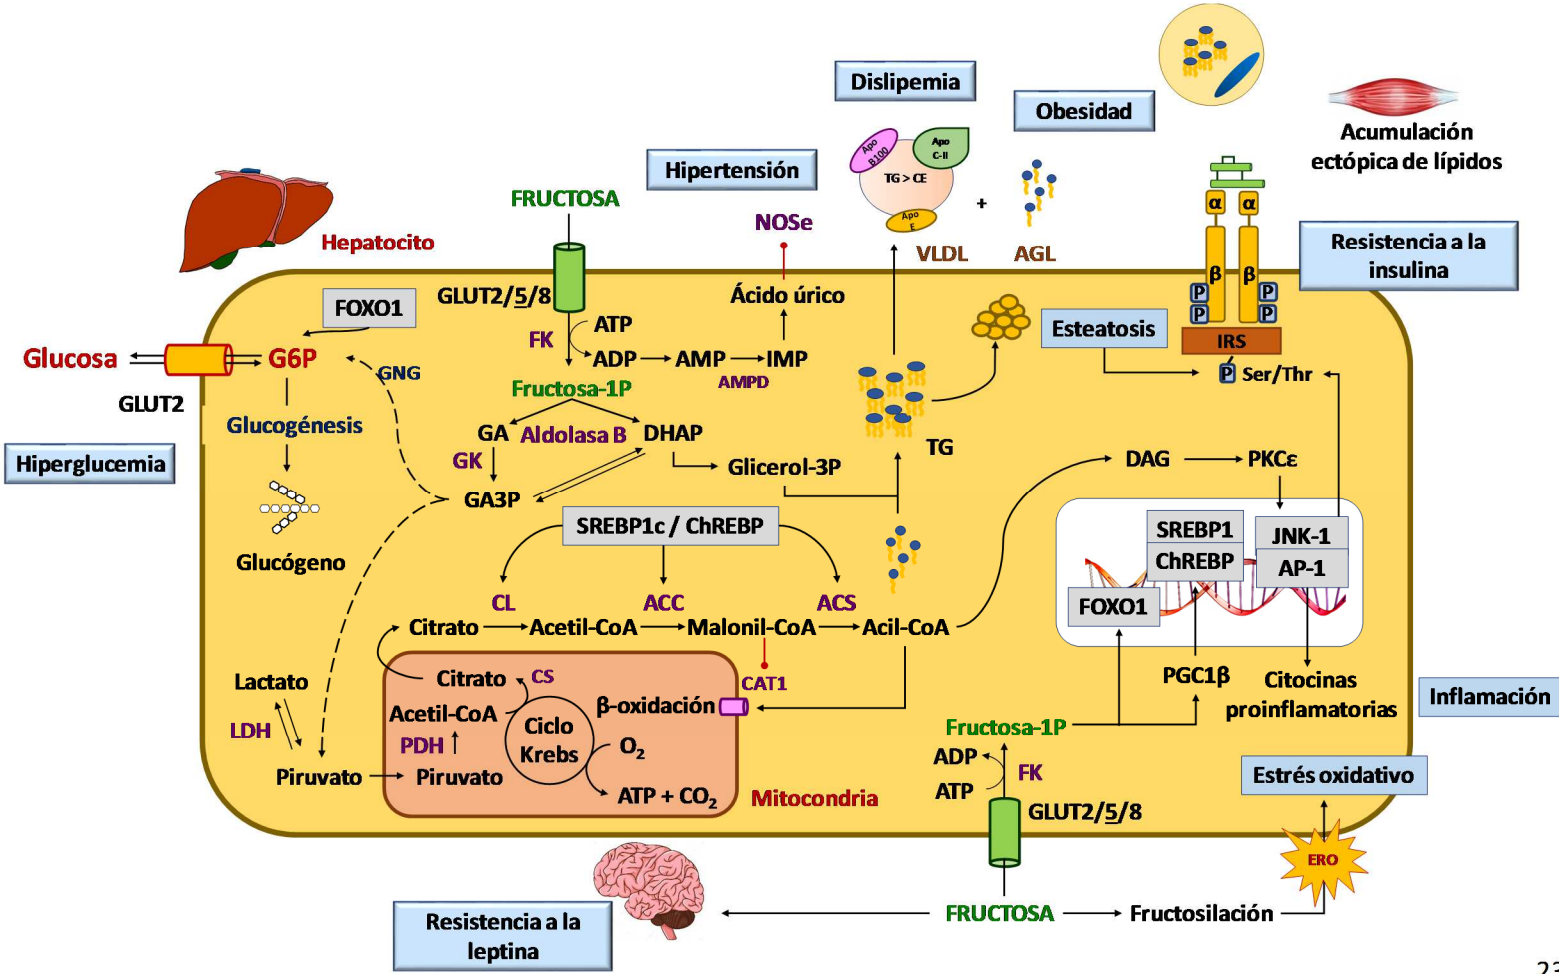 Dislipemia
Obesidad
Acumulación
ectópica de lípidos
Hipertensión
Apo
B100
Apo
C-II
TG > CE
Apo
E
+
VLDL
AGL
FRUCTOSA
NOSe
Hepatocito
Resistencia a la
insulina
α α
β β
P P
P P
IRS
P Ser/Thr
GLUT2/5/8
Ácido úrico
FOXO1
FK
ATP
ADP
AMP
IMP
AMPD
Esteatosis
Glucosa
G6P
GNG
GLUT2
Fructosa-1P
Glucogénesis
GA
Aldolasa B
DHAP
TG
Hiperglucemia
GK
Glicerol-3P
DAG
PKCε
GA3P
SREBP1c / ChREBP
SREBP1
ChREBP
JNK-1
AP-1
FOXO1
Glucógeno
CL
ACC
ACS
Citrato
Acetil-CoA
Malonil-CoA
Acil-CoA
Lactato
LDH
Piruvato
Citrato
CS
Acetil-CoA
PDH
Piruvato
Ciclo
Krebs
β-oxidación
CAT1
O2
ATP + CO2
Mitocondria
PGC1β
Citocinas
proinflamatorias
Inflamación
Fructosa-1P
ADP
ATP
FK
GLUT2/5/8
Estrés oxidativo
ERO
Resistencia a la
leptina
FRUCTOSA
Fructosilación